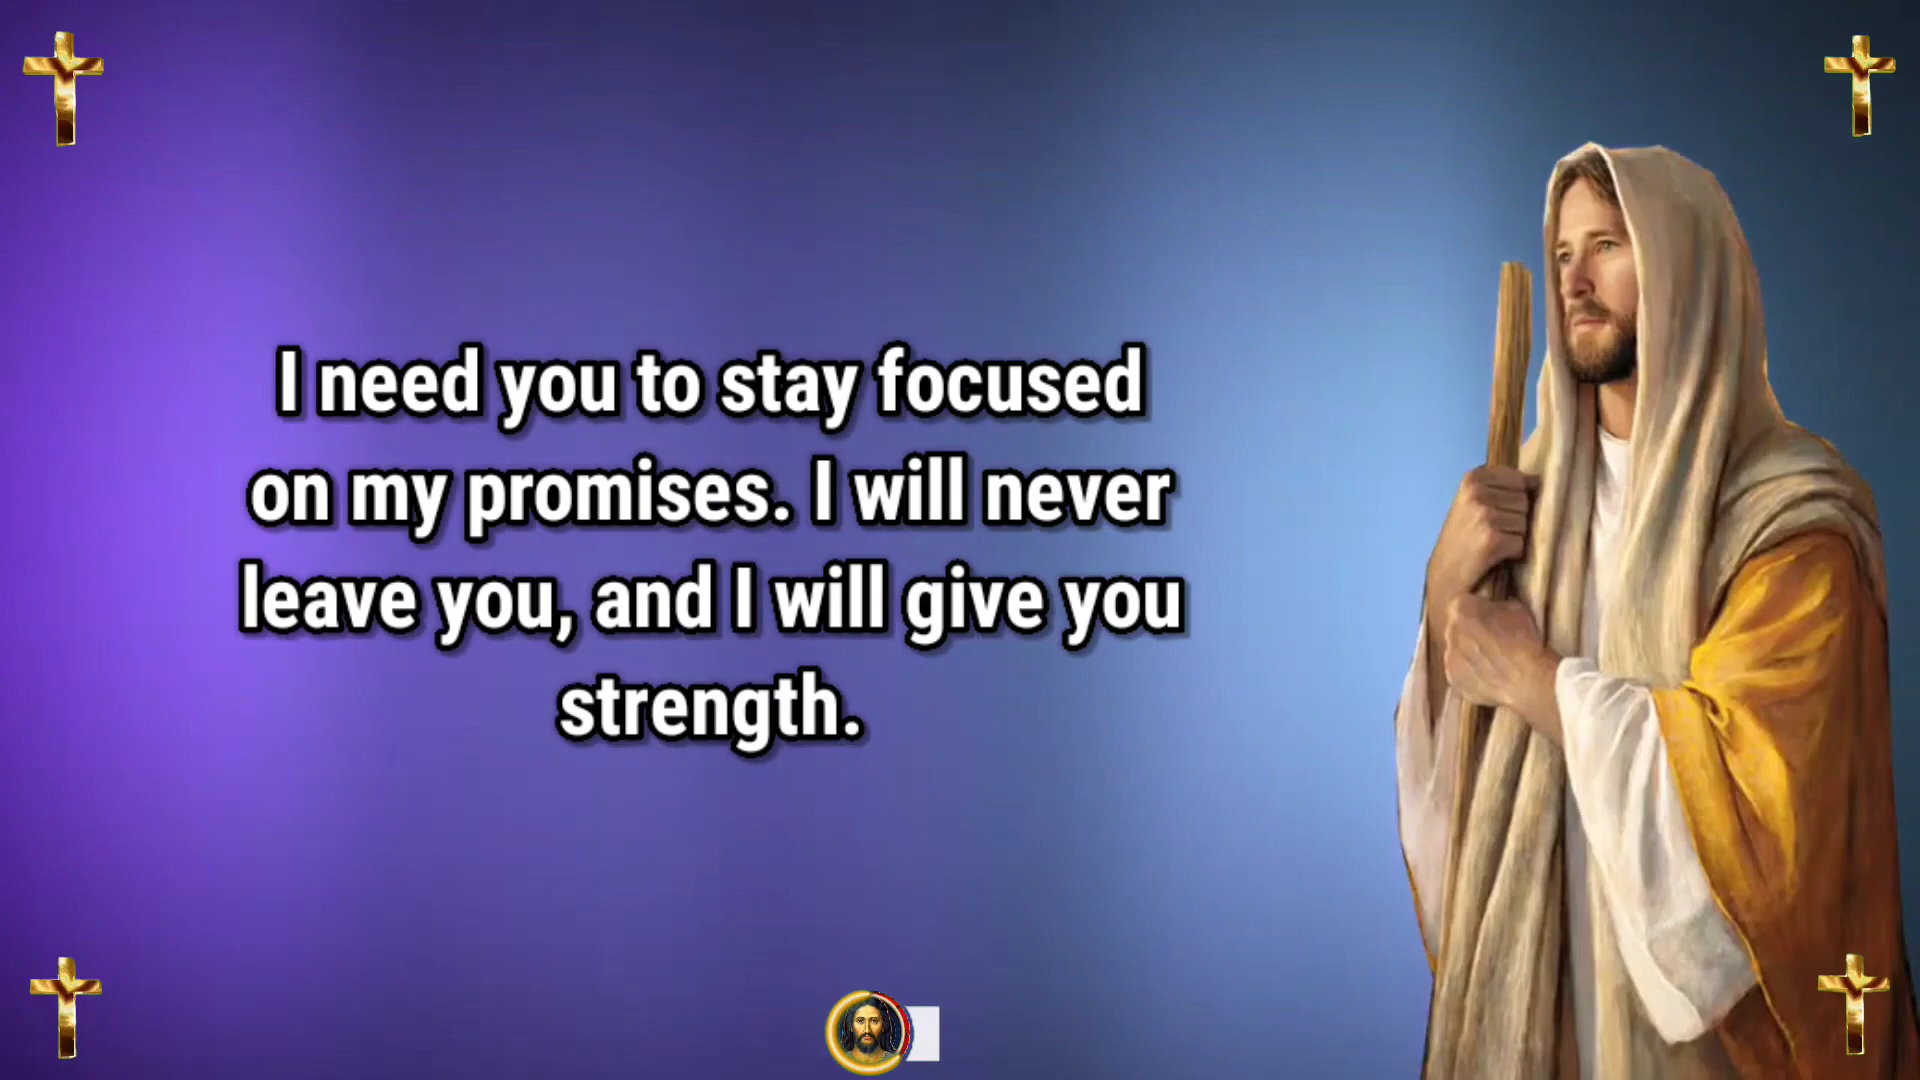 I need you to stay focused
on my promises. I will never
leave you, and I will give you
strength.